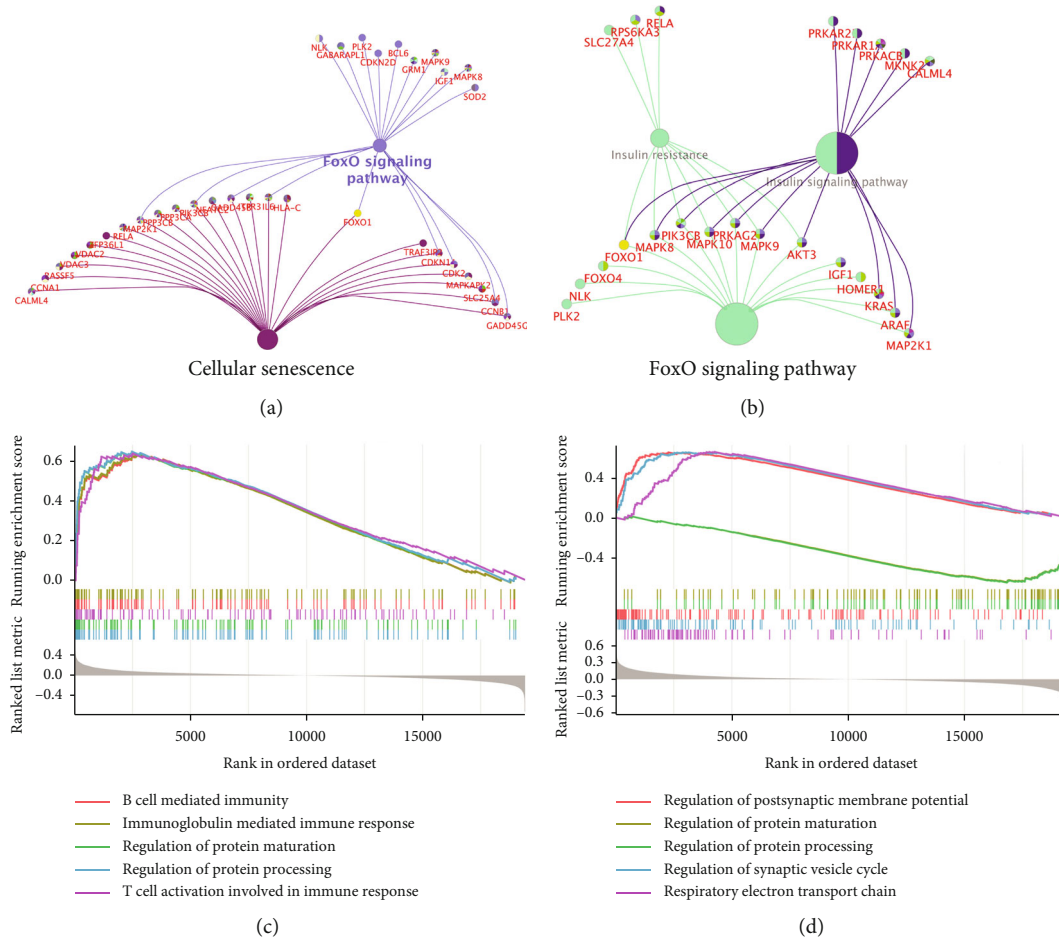 NLK
PLK2
GABARAPL1
BCL6
CDKN2D
MAPK9
GRM1
MAPK8
IGF1
SOD2
FoxO signaling
pathway
HLA-C
FOXO1
PPP3CA
PPP3CB
MAP2K1
RELA
ZFP36L1
VDAC2
VDAC3
RASSF5
CCNA1
CALML4
CDK2
MAPKAPK2
SLC25A4
CCNB1
Cellular senescence
(a)
RELA
RPS6KA3
SLC27A4
PRKAR2
PRKAR1
PRKACB
MKNK2
CALML4
Insulin resistance
Insulin signaling pathway
PIK3CB
PRKAG2
MAPK8
MAPK10
MAPK9
AKT3
FOXO1
FOXO4
IGF1
NLK
HOMER1
PLK2
KRAS
ARAF
MAP2K1
FoxO signaling pathway
(b)
Running enrichment score
0.6
0.4
0.2
0.0
Ranked list metric
0.4
0.0
−0.4
5000
10000
15000
Rank in ordered dataset
B cell mediated immunity
Immunoglobulin mediated immune response
Regulation of protein maturation
Regulation of protein processing
T cell activation involved in immune response
(c)
Running enrichment score
0.4
0.0
−0.4
Ranked list metric
0.6
0.3
0.0
−0.3
−0.6
5000
10000
15000
Rank in ordered dataset
Regulation of postsynaptic membrane potential
Regulation of protein maturation
Regulation of protein processing
Regulation of synaptic vesicle cycle
Respiratory electron transport chain
(d)